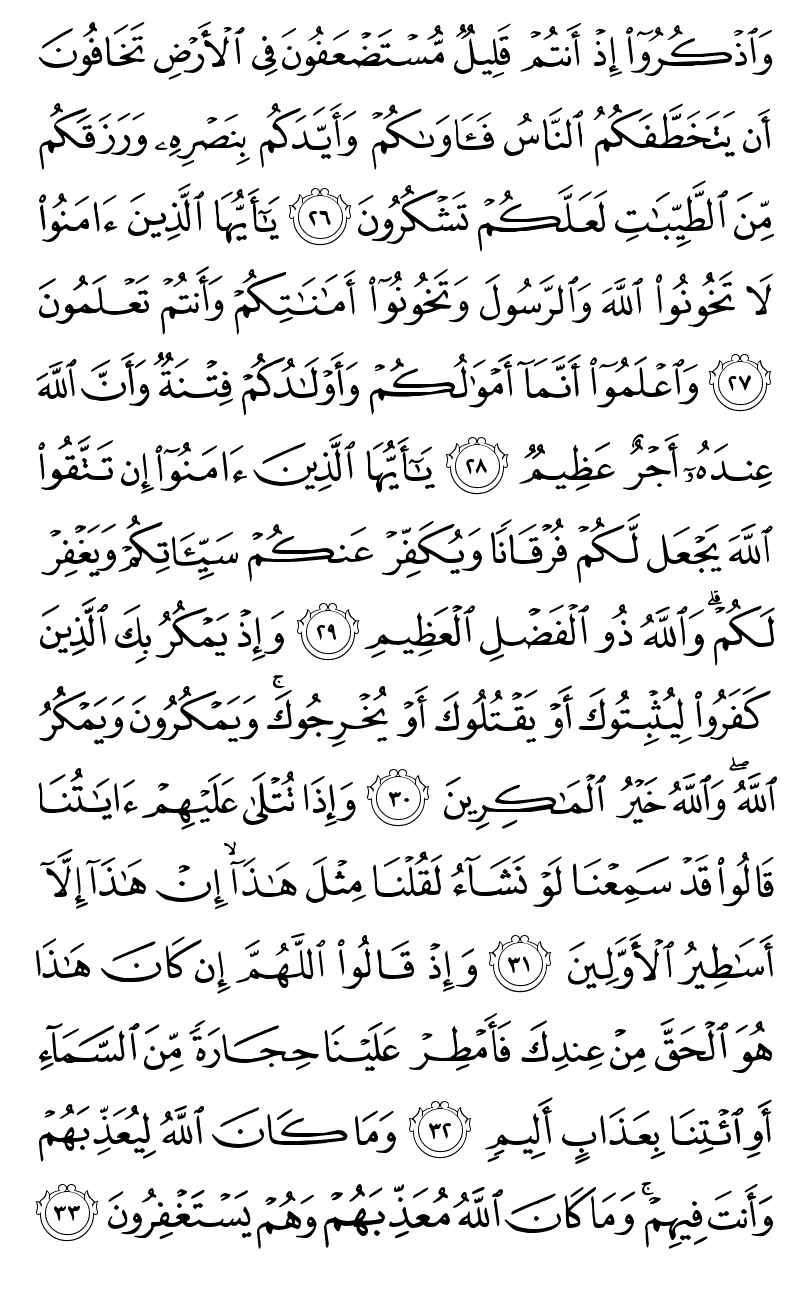 وَٱذْكُرُوٓا۟ إِذْ أَنتُمْ قَلِيلٌ مُّسْتَضْعَفُونَ فِى ٱلْأَرْضِ تَخَافُونَ
أَن يَتَخَطَّفَكُمُ ٱلنَّاسُ فَـَٔاوَىٰكُمْ وَأَيَّدَكُم بِنَصْرِهِۦ وَرَزَقَكُم
مِّنَ ٱلطَّيِّبَـٰتِ لَعَلَّكُمْ تَشْكُرُونَ ٢٦ يَـٰٓأَيُّهَا ٱلَّذِينَ ءَامَنُوا۟
لَا تَخُونُوا۟ ٱللَّهَ وَٱلرَّسُولَ وَتَخُونُوٓا۟ أَمَـٰنَـٰتِكُمْ وَأَنتُمْ تَعْلَمُونَ
٢٧ وَٱعْلَمُوٓا۟ أَنَّمَآ أَمْوَٰلُكُمْ وَأَوْلَـٰدُكُمْ فِتْنَةٌ وَأَنَّ ٱللَّهَ
عِندَهُۥٓ أَجْرٌ عَظِيمٌ ٢٨ يَـٰٓأَيُّهَا ٱلَّذِينَ ءَامَنُوٓا۟ إِن تَتَّقُوا۟
ٱللَّهَ يَجْعَل لَّكُمْ فُرْقَانًا وَيُكَفِّرْ عَنكُمْ سَيِّـَٔاتِكُمْ وَيَغْفِرْ
لَكُمْ ۗ وَٱللَّهُ ذُو ٱلْفَضْلِ ٱلْعَظِيمِ ٢٩ وَإِذْ يَمْكُرُ بِكَ ٱلَّذِينَ
كَفَرُوا۟ لِيُثْبِتُوكَ أَوْ يَقْتُلُوكَ أَوْ يُخْرِجُوكَ ۚ وَيَمْكُرُونَ وَيَمْكُرُ
ٱللَّهُ ۖ وَٱللَّهُ خَيْرُ ٱلْمَـٰكِرِينَ ٣٠ وَإِذَا تُتْلَىٰ عَلَيْهِمْ ءَايَـٰتُنَا
قَالُوا۟ قَدْ سَمِعْنَا لَوْ نَشَآءُ لَقُلْنَا مِثْلَ هَـٰذَآ ۙ إِنْ هَـٰذَآ إِلَّآ
أَسَـٰطِيرُ ٱلْأَوَّلِينَ ٣١ وَإِذْ قَالُوا۟ ٱللَّهُمَّ إِن كَانَ هَـٰذَا
هُوَ ٱلْحَقَّ مِنْ عِندِكَ فَأَمْطِرْ عَلَيْنَا حِجَارَةً مِّنَ ٱلسَّمَآءِ
أَوِ ٱئْتِنَا بِعَذَابٍ أَلِيمٍ ٣٢ وَمَا كَانَ ٱللَّهُ لِيُعَذِّبَهُمْ
وَأَنتَ فِيهِمْ ۚ وَمَا كَانَ ٱللَّهُ مُعَذِّبَهُمْ وَهُمْ يَسْتَغْفِرُونَ ٣٣